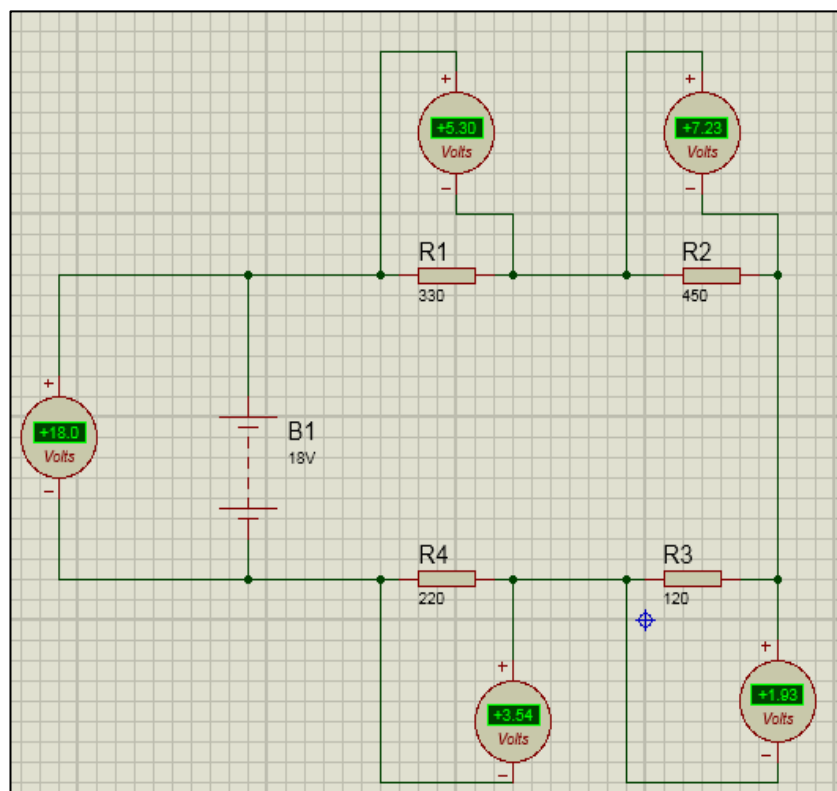 +
+5.30
Volts
−
+
+7.23
Volts
−
R1
330
R2
450
+
+18.0
Volts
−
B1
18V
R4
220
R3
120
+
+3.54
Volts
−
+
+1.93
Volts
−